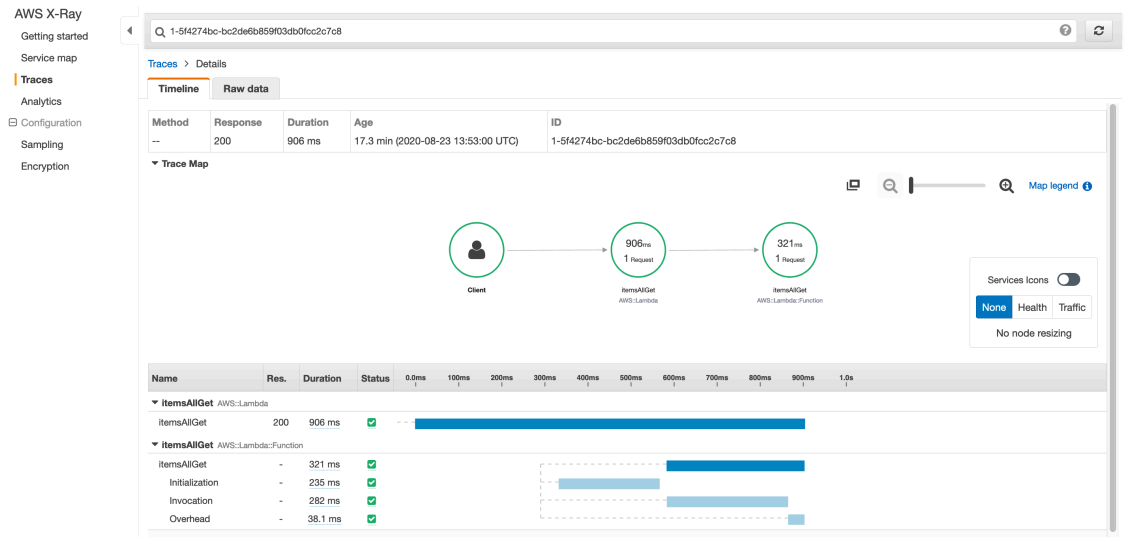 AWS X-Ray
Getting started
Service map
Traces
Analytics
Configuration
Sampling
Encryption
1-5f4274bc-bc2de6b859f03db0fcc2c7c8
Traces > Details
Timeline Raw data
Method Response Duration Age ID
-- 200 906 ms 17.3 min (2020-08-23 13:53:00 UTC) 1-5f4274bc-bc2de6b859f03db0fcc2c7c8
Trace Map
Map legend
906ms
1 Request
321ms
1 Request
Client
itemsAllGet
AWS::Lambda
itemsAllGet
AWS::Lambda::Function
Services Icons
None Health Traffic
No node resizing
Name Res. Duration Status 0.0ms 100ms 200ms 300ms 400ms 500ms 600ms 700ms 800ms 900ms 1.0s
itemsAllGet AWS::Lambda
itemsAllGet 200 906 ms
itemsAllGet AWS::Lambda::Function
itemsAllGet - 321 ms
Initialization - 235 ms
Invocation - 282 ms
Overhead - 38.1 ms